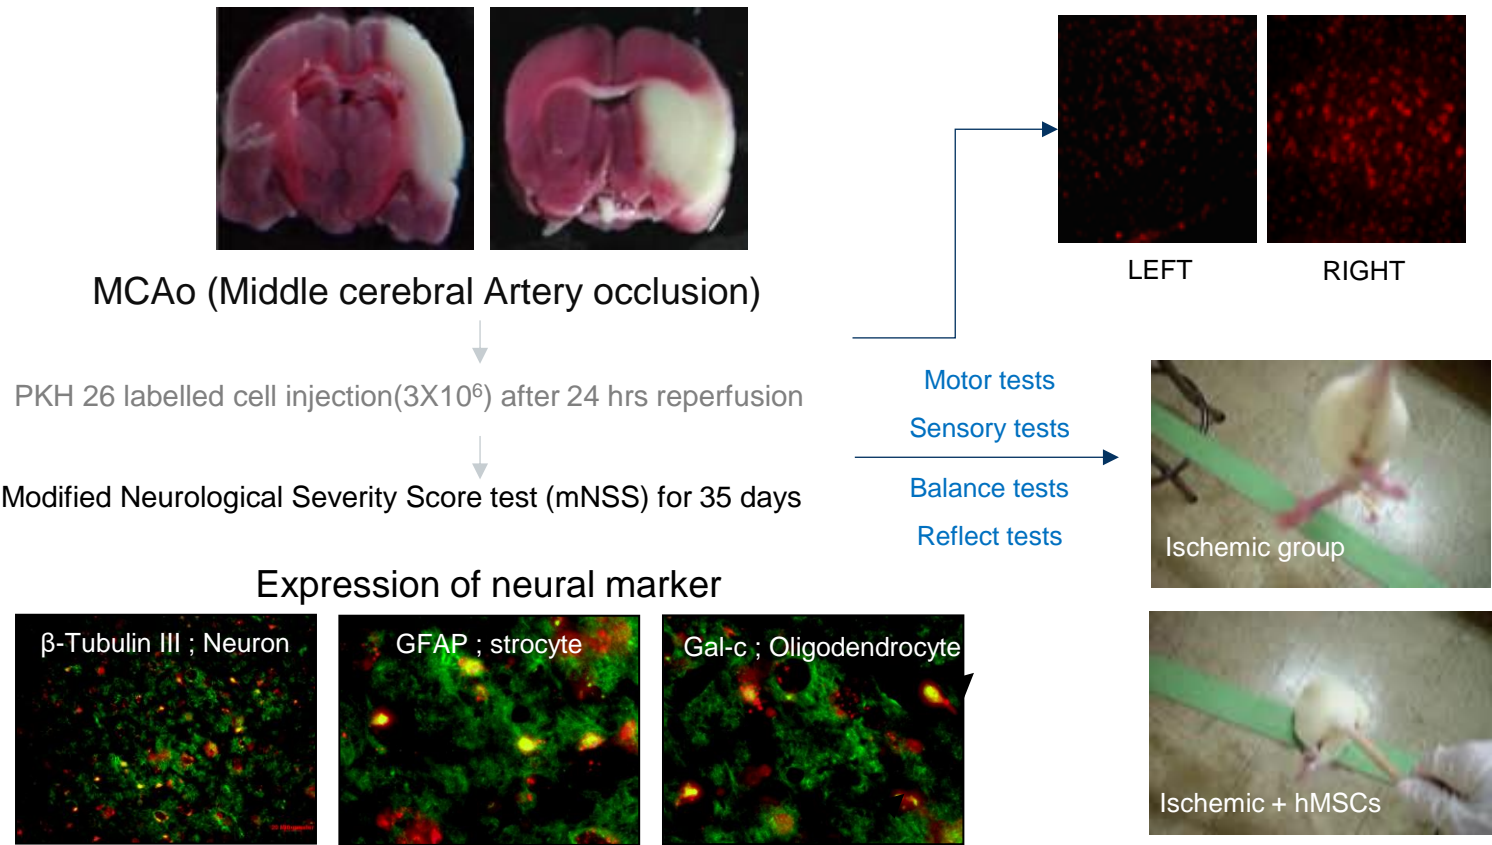 LEFT
RIGHT
MCAo (Middle cerebral Artery occlusion)
PKH 26 labelled cell injection(3X10⁶) after 24 hrs reperfusion
Modified Neurological Severity Score test (mNSS) for 35 days
Motor tests
Sensory tests
Balance tests
Reflect tests
Ischemic group
Ischemic + hMSCs
Expression of neural marker
β-Tubulin III ; Neuron
GFAP ; strocyte
Gal-c ; Oligodendrocyte